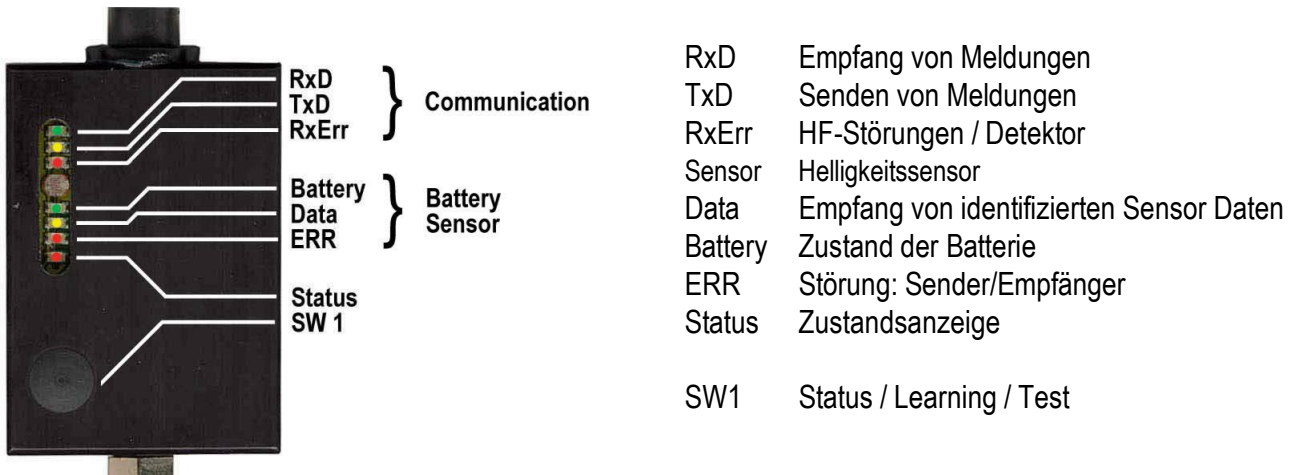 RxD
TxD
RxErr
Communication
Battery
Data
ERR
Battery
Sensor
Status
SW 1
RxD Empfang von Meldungen
TxD Senden von Meldungen
RxErr HF-Störungen / Detektor
Sensor Helligkeitssensor
Data Empfang von identifizierten Sensor Daten
Battery Zustand der Batterie
ERR Störung: Sender/Empfänger
Status Zustandsanzeige
SW1 Status / Learning / Test